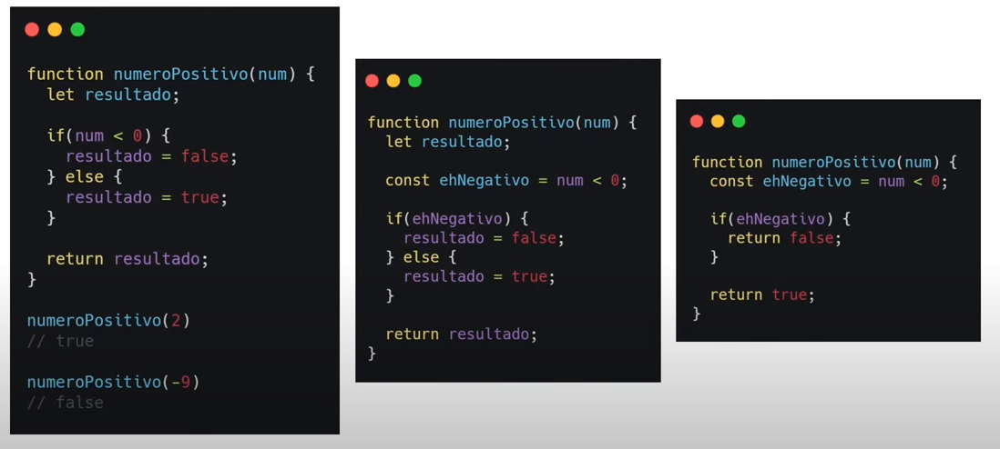 function numeroPositivo(num) {
  let resultado;

  if(num < 0) {
    resultado = false;
  } else {
    resultado = true;
  }

  return resultado;
}

numeroPositivo(2)
// true

numeroPositivo(-9)
// false

function numeroPositivo(num) {
  let resultado;

  const ehNegativo = num < 0;

  if(ehNegativo) {
    resultado = false;
  } else {
    resultado = true;
  }

  return resultado;
}

function numeroPositivo(num) {
  const ehNegativo = num < 0;

  if(ehNegativo) {
    return false;
  }

  return true;
}